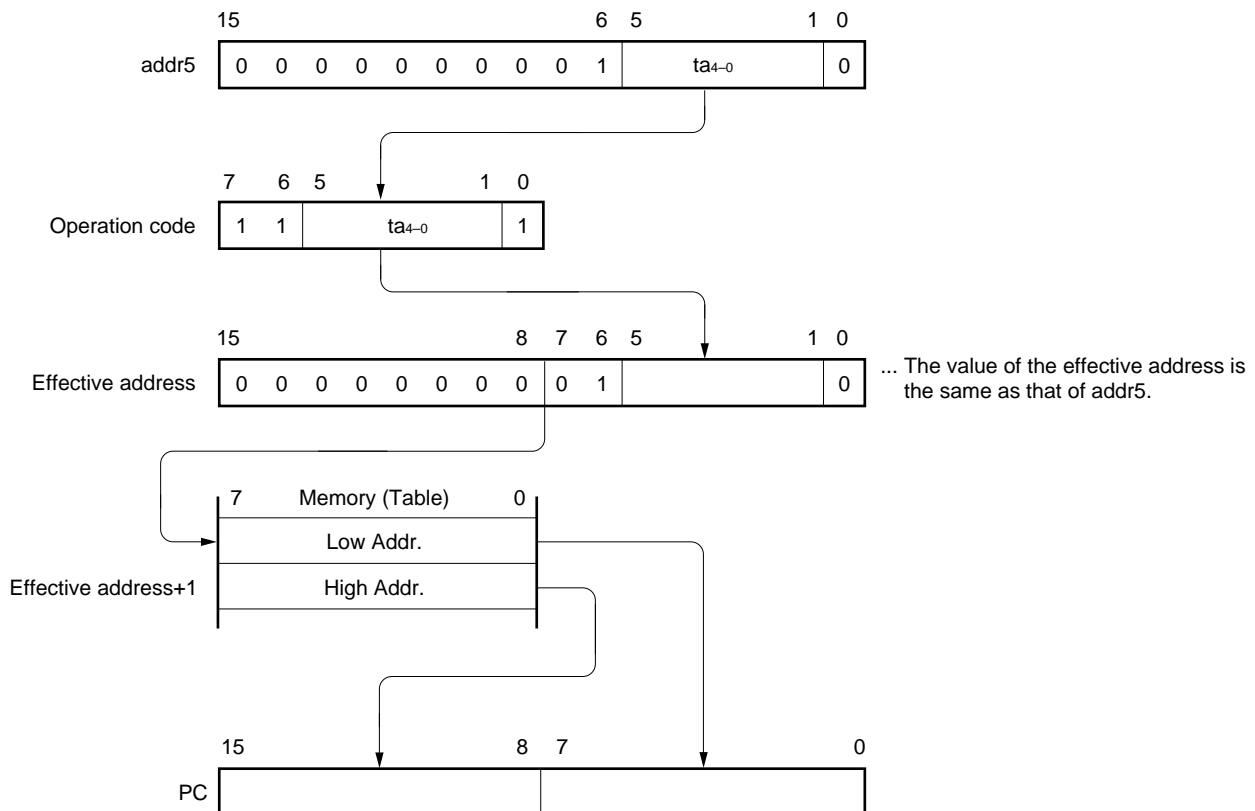 15 6 5 1 0
addr5 0 0 0 0 0 0 0 0 0 1 ta4–0 0
7 6 5 1 0
Operation code 1 1 ta4–0 1
15 8 7 6 5 1 0
Effective address 0 0 0 0 0 0 0 0 0 1 0
... The value of the effective address is
the same as that of addr5.
7 Memory (Table) 0
Low Addr.
Effective address+1 High Addr.
15 8 7 0
PC